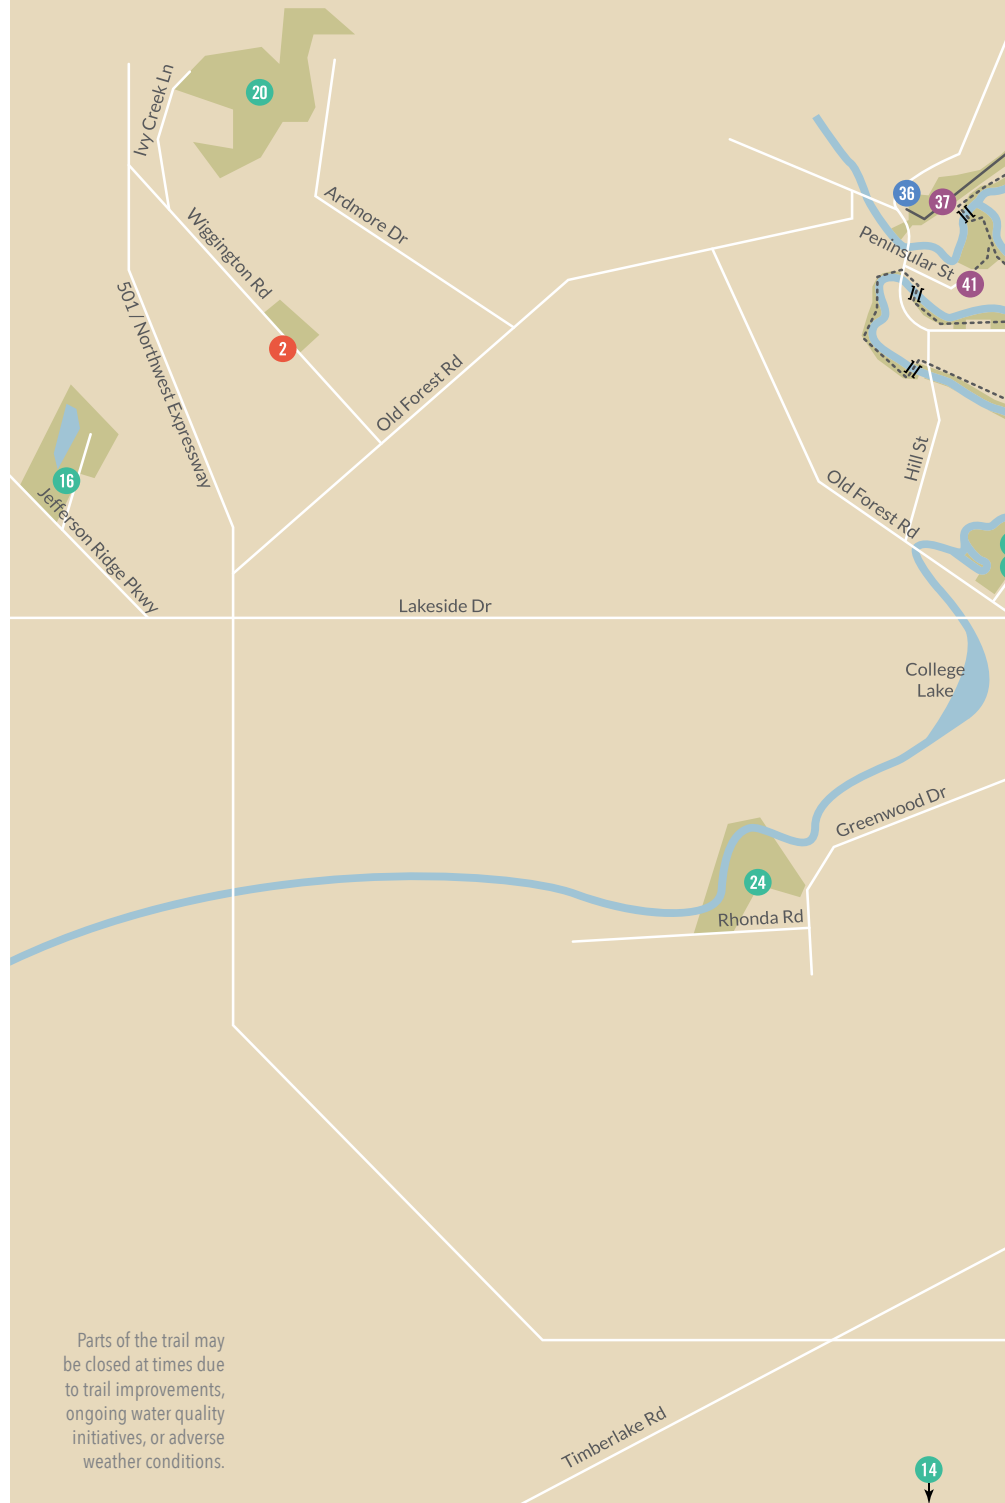 20
Ivy Creek Ln
36
37
Ardmore Dr
Wiggington Rd
Peninsular St
41
501 / Northwest Expressway
2
Old Forest Rd
Hill St
16
Jefferson Ridge Pkwy
Old Forest Rd
Lakeside Dr
College
Lake
Greenwood Dr
24
Rhonda Rd
Parts of the trail may
be closed at times due
to trail improvements,
ongoing water quality
initiatives, or adverse
weather conditions.
Timberlake Rd
14